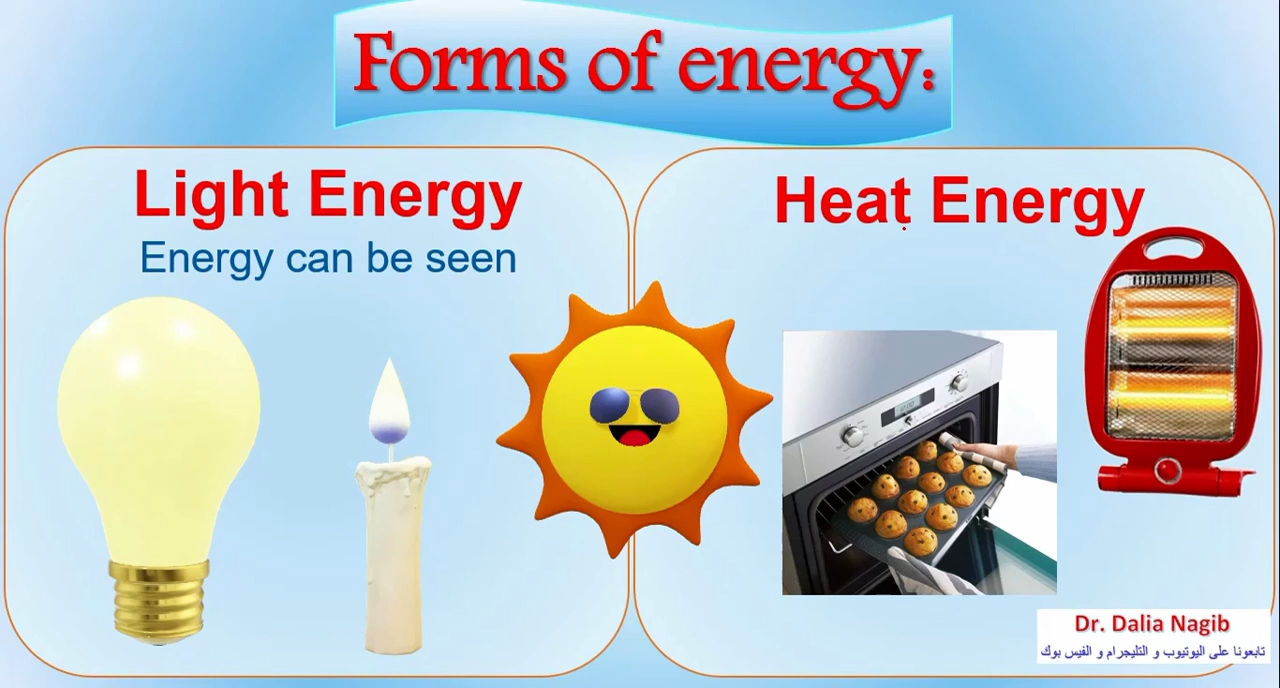 Forms of energy:
Light Energy
Energy can be seen
Heat Energy
Dr. Dalia Nagib
تابعونا على اليوتيوب و التليجرام و الفيس بوك